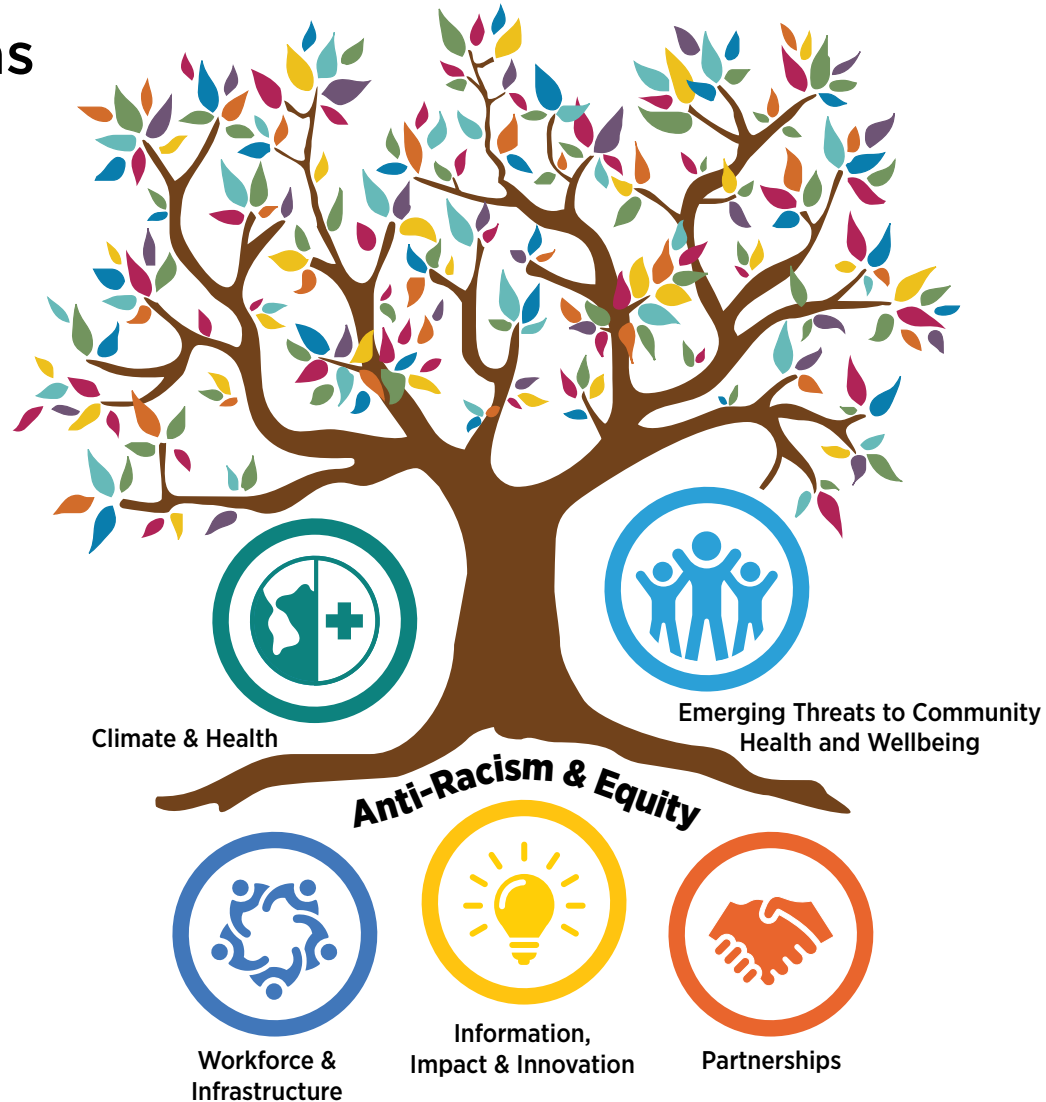 Climate & Health
Emerging Threats to Community
Health and Wellbeing
Anti-Racism & Equity
Workforce &
Infrastructure
Information,
Impact & Innovation
Partnerships